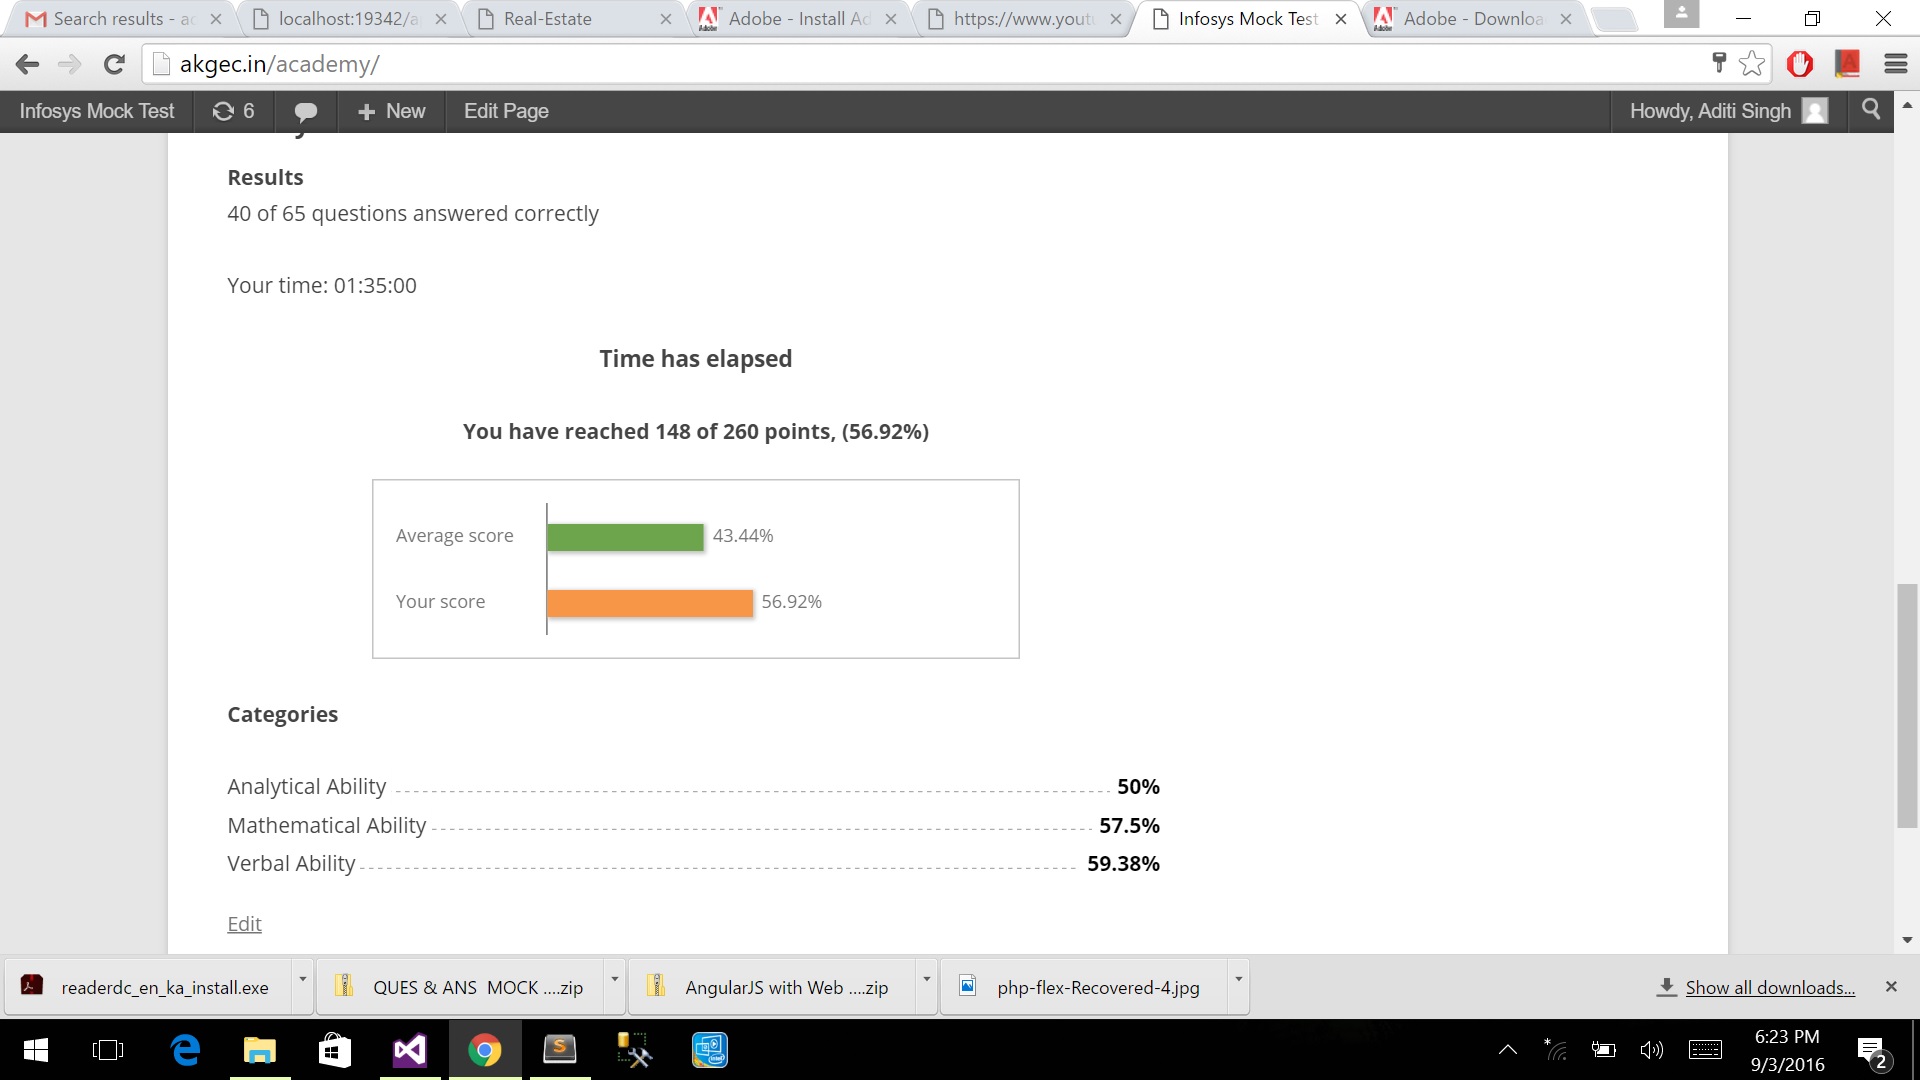 Search results - ac
localhost:19342/a
Real-Estate
Adobe - Install Ad
https://www.yout
Infosys Mock Test
Adobe - Downloa
akgec.in/academy/
Infosys Mock Test
6
New
Edit Page
Howdy, Aditi Singh
Results
40 of 65 questions answered correctly
Your time: 01:35:00
Time has elapsed
You have reached 148 of 260 points, (56.92%)
Average score 43.44%
Your score 56.92%
Categories
Analytical Ability 50%
Mathematical Ability 57.5%
Verbal Ability 59.38%
Edit
readerdc_en_ka_install.exe
QUES & ANS MOCK ....zip
AngularJS with Web ....zip
php-flex-Recovered-4.jpg
Show all downloads...
6:23 PM
9/3/2016
2